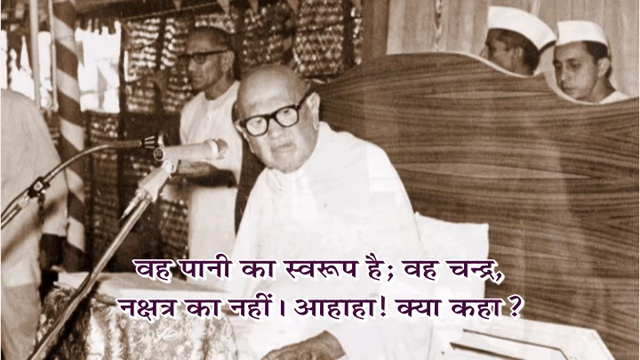 वह पानी का स्वरूप है; वह चन्द्र,
नक्षत्र का नहीं। आहाहा! क्या कहा?